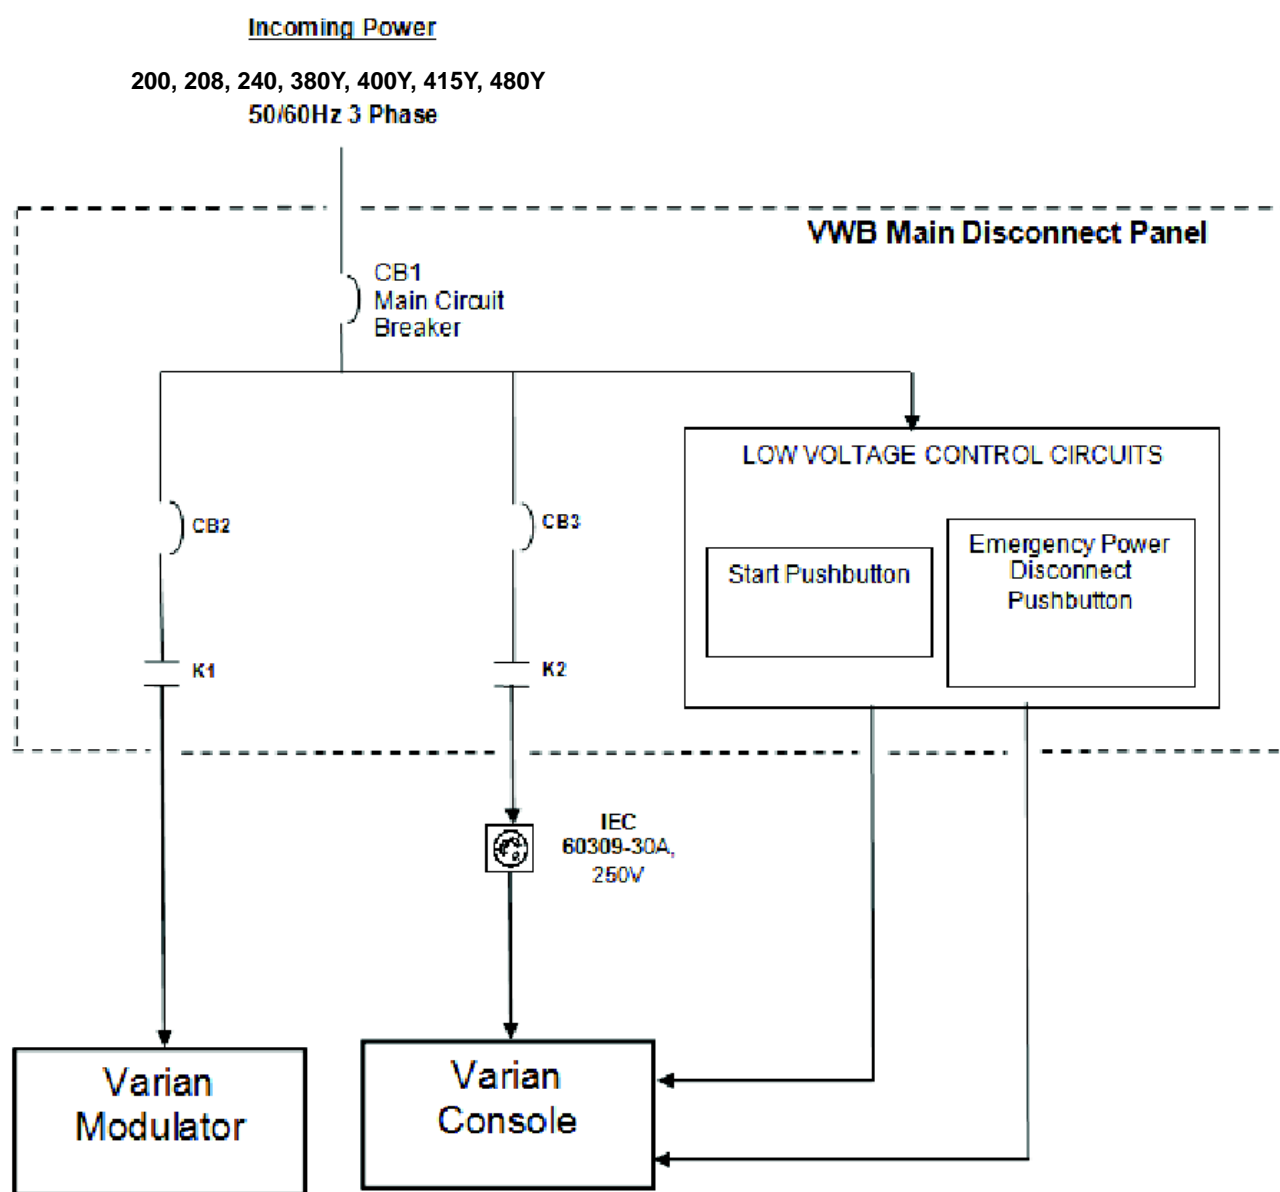 Incoming Power
200, 208, 240, 380Y, 400Y, 415Y, 480Y
50/60Hz 3 Phase
VWB Main Disconnect Panel
CB1
Main Circuit
Breaker
LOW VOLTAGE CONTROL CIRCUITS
CB2
CB3
Start Pushbutton
Emergency Power
Disconnect
Pushbutton
K1
K2
IEC
60309-30A,
250V
Varian
Modulator
Varian
Console